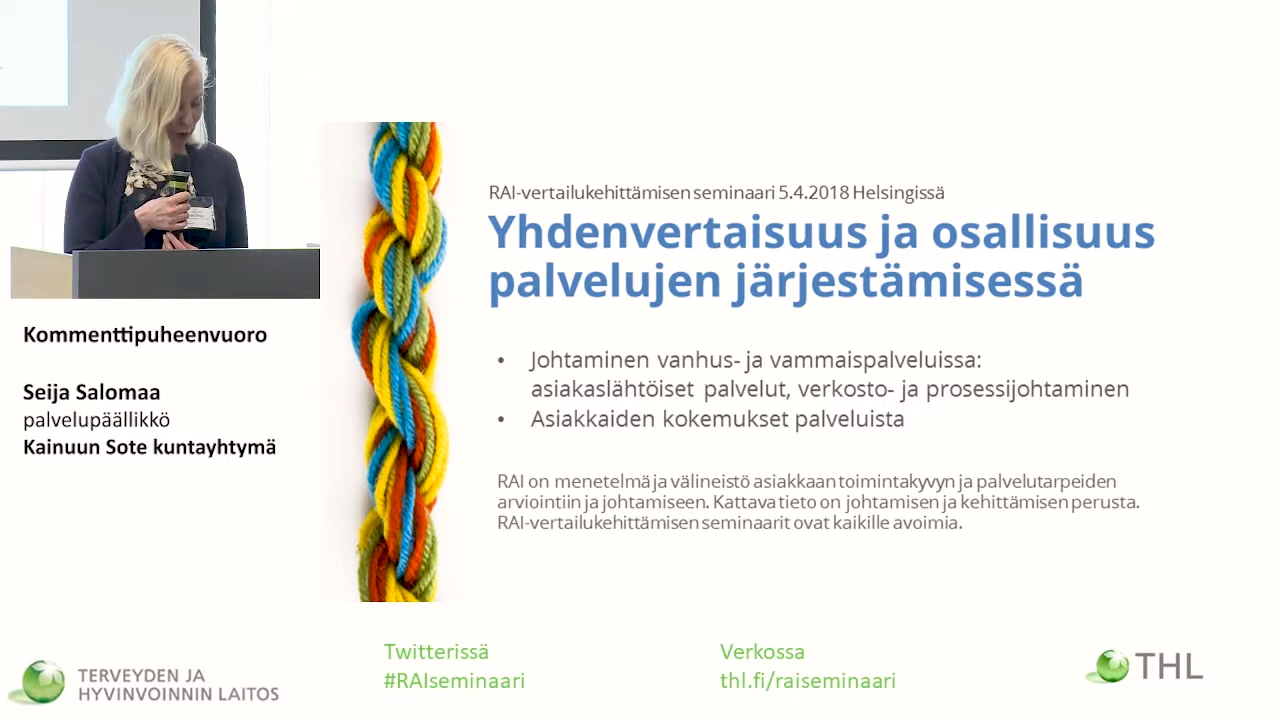 Kommenttipuheenvuoro
Seija Salomaa
palvelupäällikkö
Kainuun Sote kuntayhtymä
RAI-vertailukehittämisen seminaari 5.4.2018 Helsingissä
Yhdenvertaisuus ja osallisuus
palvelujen järjestämisessä
• Johtaminen vanhus- ja vammaispalveluissa:
asiakaslähtöiset palvelut, verkosto- ja prosessijohtaminen
• Asiakkaiden kokemukset palveluista
RAI on menetelmä ja välineistö asiakkaan toimintakyvyn ja palvelutarpeiden
arviointiin ja johtamiseen. Kattava tieto on johtamisen ja kehittämisen perusta.
RAI-vertailukehittämisen seminaarit ovat kaikille avoimia.
TERVEYDEN JA
HYVINVOINNIN LAITOS
Twitterissä
#RAIseminaari
Verkossa
thl.fi/raiseminaari
THL